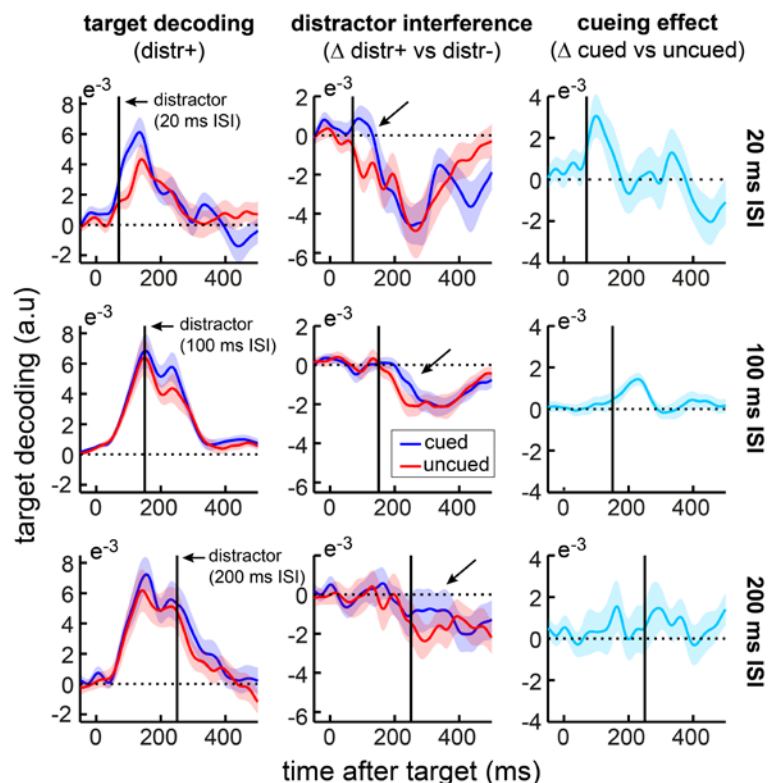 target decoding
(distr+)
distractor interference
(Δ distr+ vs distr-)
cueing effect
(Δ cued vs uncued)
e⁻³
8
6
4
2
0
-2
distractor
(20 ms ISI)
0 200 400
e⁻³
0
-2
-4
-6
0 200 400
e⁻³
4
2
0
-2
-4
0 200 400
20 ms ISI
e⁻³
8
6
4
2
0
-2
distractor
(100 ms ISI)
0 200 400
e⁻³
0
-2
-4
-6
cued
uncued
0 200 400
e⁻³
4
2
0
-2
-4
0 200 400
100 ms ISI
e⁻³
8
6
4
2
0
-2
distractor
(200 ms ISI)
0 200 400
e⁻³
0
-2
-4
-6
0 200 400
e⁻³
4
2
0
-2
-4
0 200 400
200 ms ISI
target decoding (a.u)
time after target (ms)